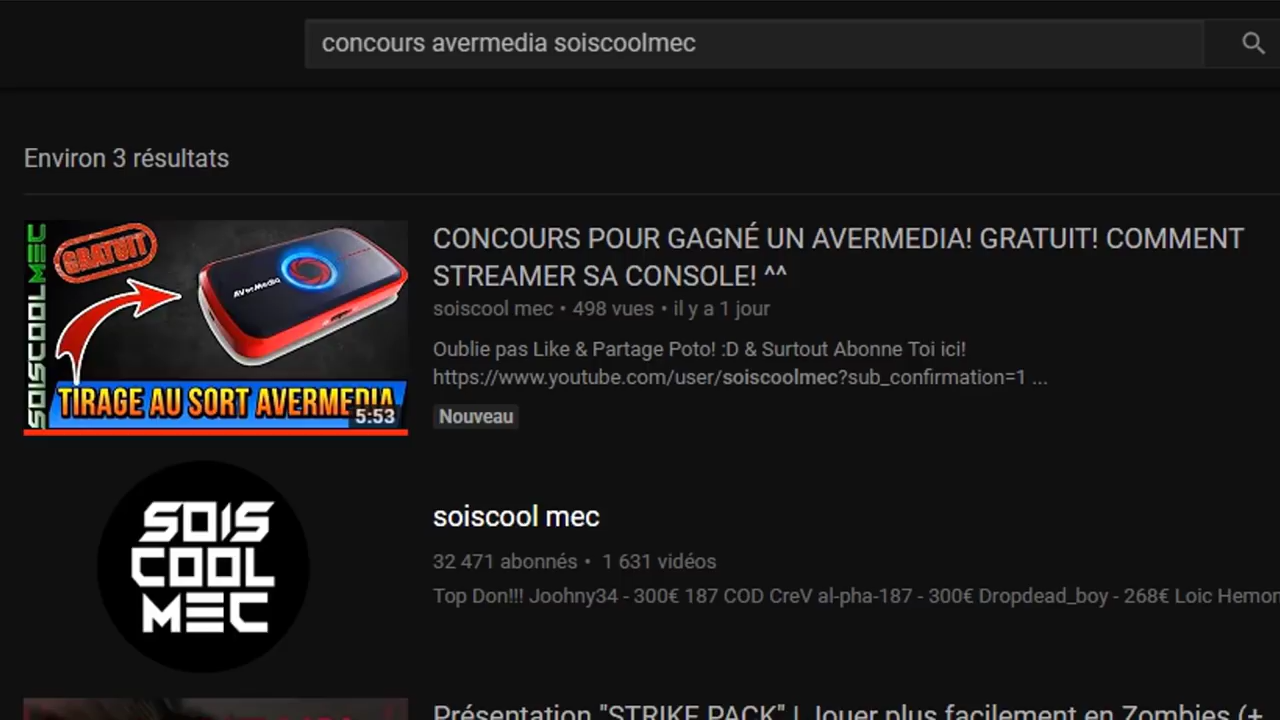 concours avermedia soiscoolmec
Environ 3 résultats
SOISCOOLMEC
GRATUIT
AVerMedia
TIRAGE AU SORT AVERMEDIA
5:53
CONCOURS POUR GAGNÉ UN AVERMEDIA! GRATUIT! COMMENT
STREAMER SA CONSOLE! ^^
soiscool mec • 498 vues • il y a 1 jour
Oublie pas Like & Partage Poto! :D & Surtout Abonne Toi ici!
https://www.youtube.com/user/soiscoolmec?sub_confirmation=1 ...
Nouveau
SOIS
COOL
MEC
soiscool mec
32 471 abonnés • 1 631 vidéos
Top Don!!! Joohny34 - 300€ 187 COD CreV al-pha-187 - 300€ Dropdead_boy - 268€ Loic Hemon
Présentation "STRIKE PACK" | Jouer plus facilement en Zombies (+